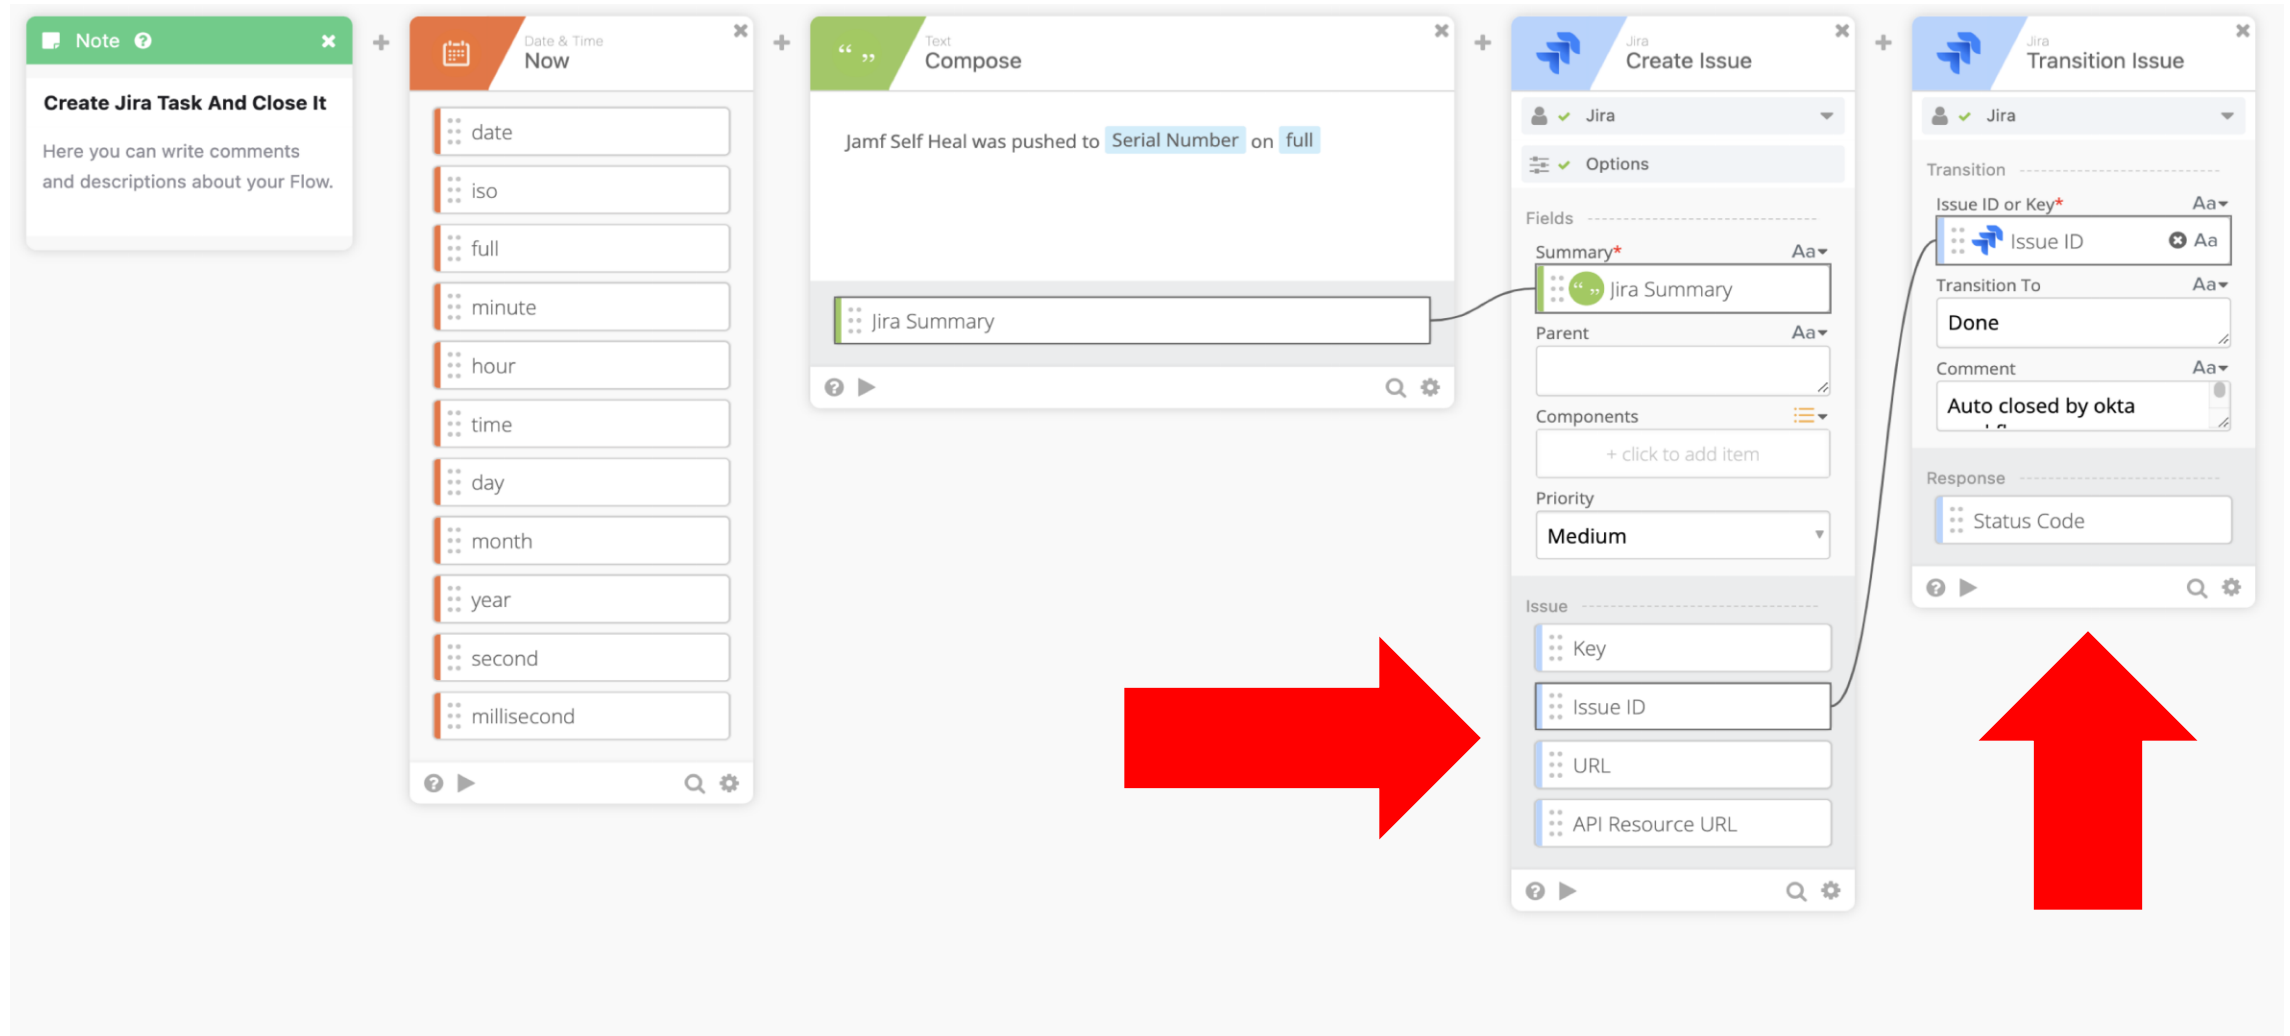 Note
Create Jira Task And Close It
Here you can write comments
and descriptions about your Flow.
Date & Time
Now
date
iso
full
minute
hour
time
day
month
year
second
millisecond
Text
Compose
Jamf Self Heal was pushed to Serial Number on full
Jira Summary
Jira
Create Issue
Jira
Options
Fields
Summary* Aa
Jira Summary
Parent Aa
Components
+ click to add item
Priority
Medium
Issue
Key
Issue ID
URL
API Resource URL
Jira
Transition Issue
Jira
Transition
Issue ID or Key* Aa
Issue ID Aa
Transition To Aa
Done
Comment Aa
Auto closed by okta
Response
Status Code